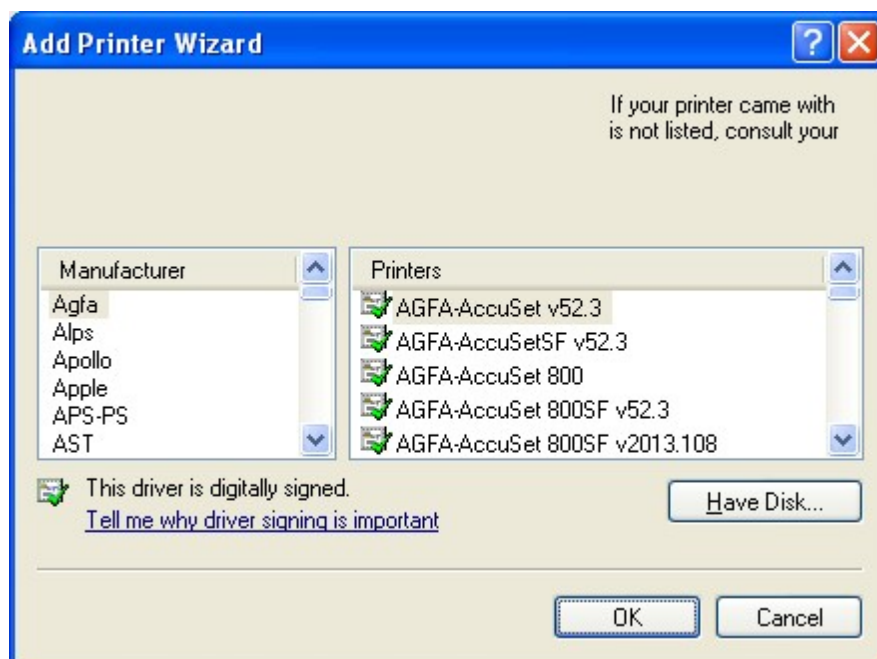 Add Printer Wizard
If your printer came with
is not listed, consult your
Manufacturer
Agfa
Alps
Apollo
Apple
APS-PS
AST
Printers
AGFA-AccuSet v52.3
AGFA-AccuSetSF v52.3
AGFA-AccuSet 800
AGFA-AccuSet 800SF v52.3
AGFA-AccuSet 800SF v2013.108
This driver is digitally signed.
Tell me why driver signing is important
Have Disk...
OK
Cancel